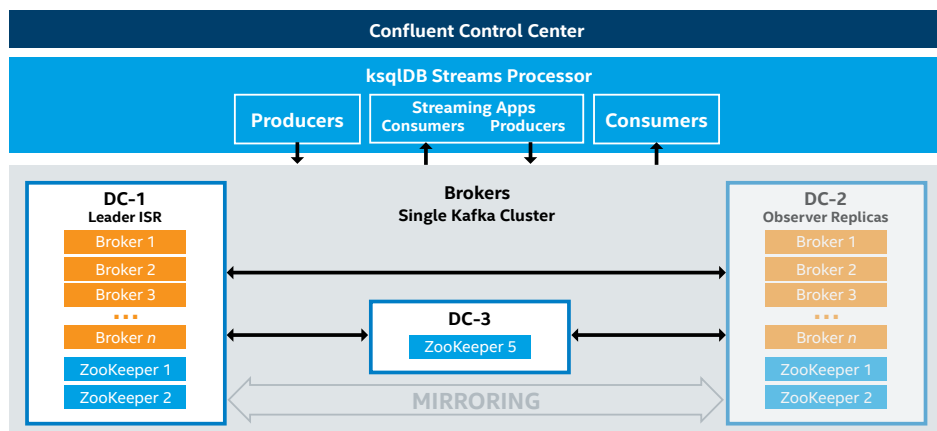 Confluent Control Center
ksqlDB Streams Processor
Producers
Streaming Apps
Consumers Producers
Consumers
Brokers
Single Kafka Cluster
DC-1
Leader ISR
Broker 1
Broker 2
Broker 3
...
Broker n
ZooKeeper 1
ZooKeeper 2
DC-3
ZooKeeper 5
DC-2
Observer Replicas
Broker 1
Broker 2
Broker 3
...
Broker n
ZooKeeper 1
ZooKeeper 2
MIRRORING